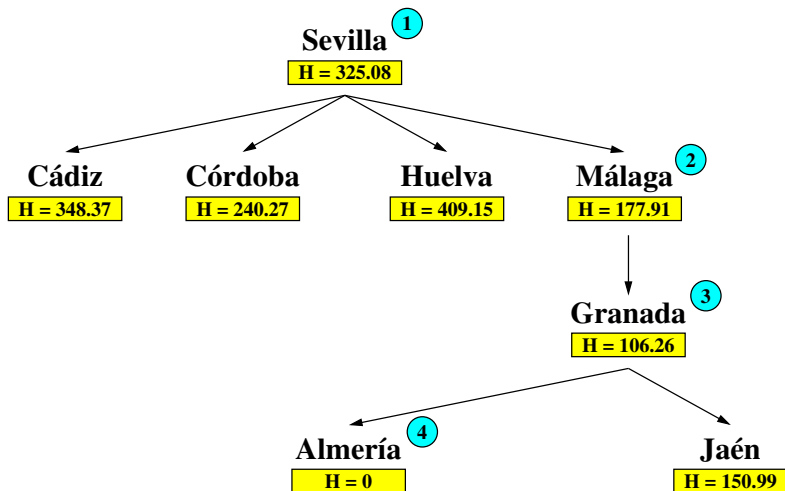 1
Sevilla
H = 325.08
2
Cádiz Córdoba Huelva Málaga
H = 348.37 H = 240.27 H = 409.15 H = 177.91
3
Granada
H = 106.26
4
Almería Jaén
H = 0 H = 150.99